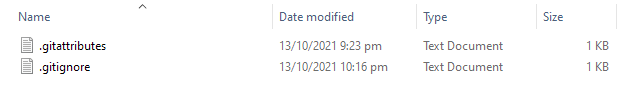 Name Date modified Type Size
.gitattributes 13/10/2021 9:23 pm Text Document 1 KB
.gitignore 13/10/2021 10:16 pm Text Document 1 KB